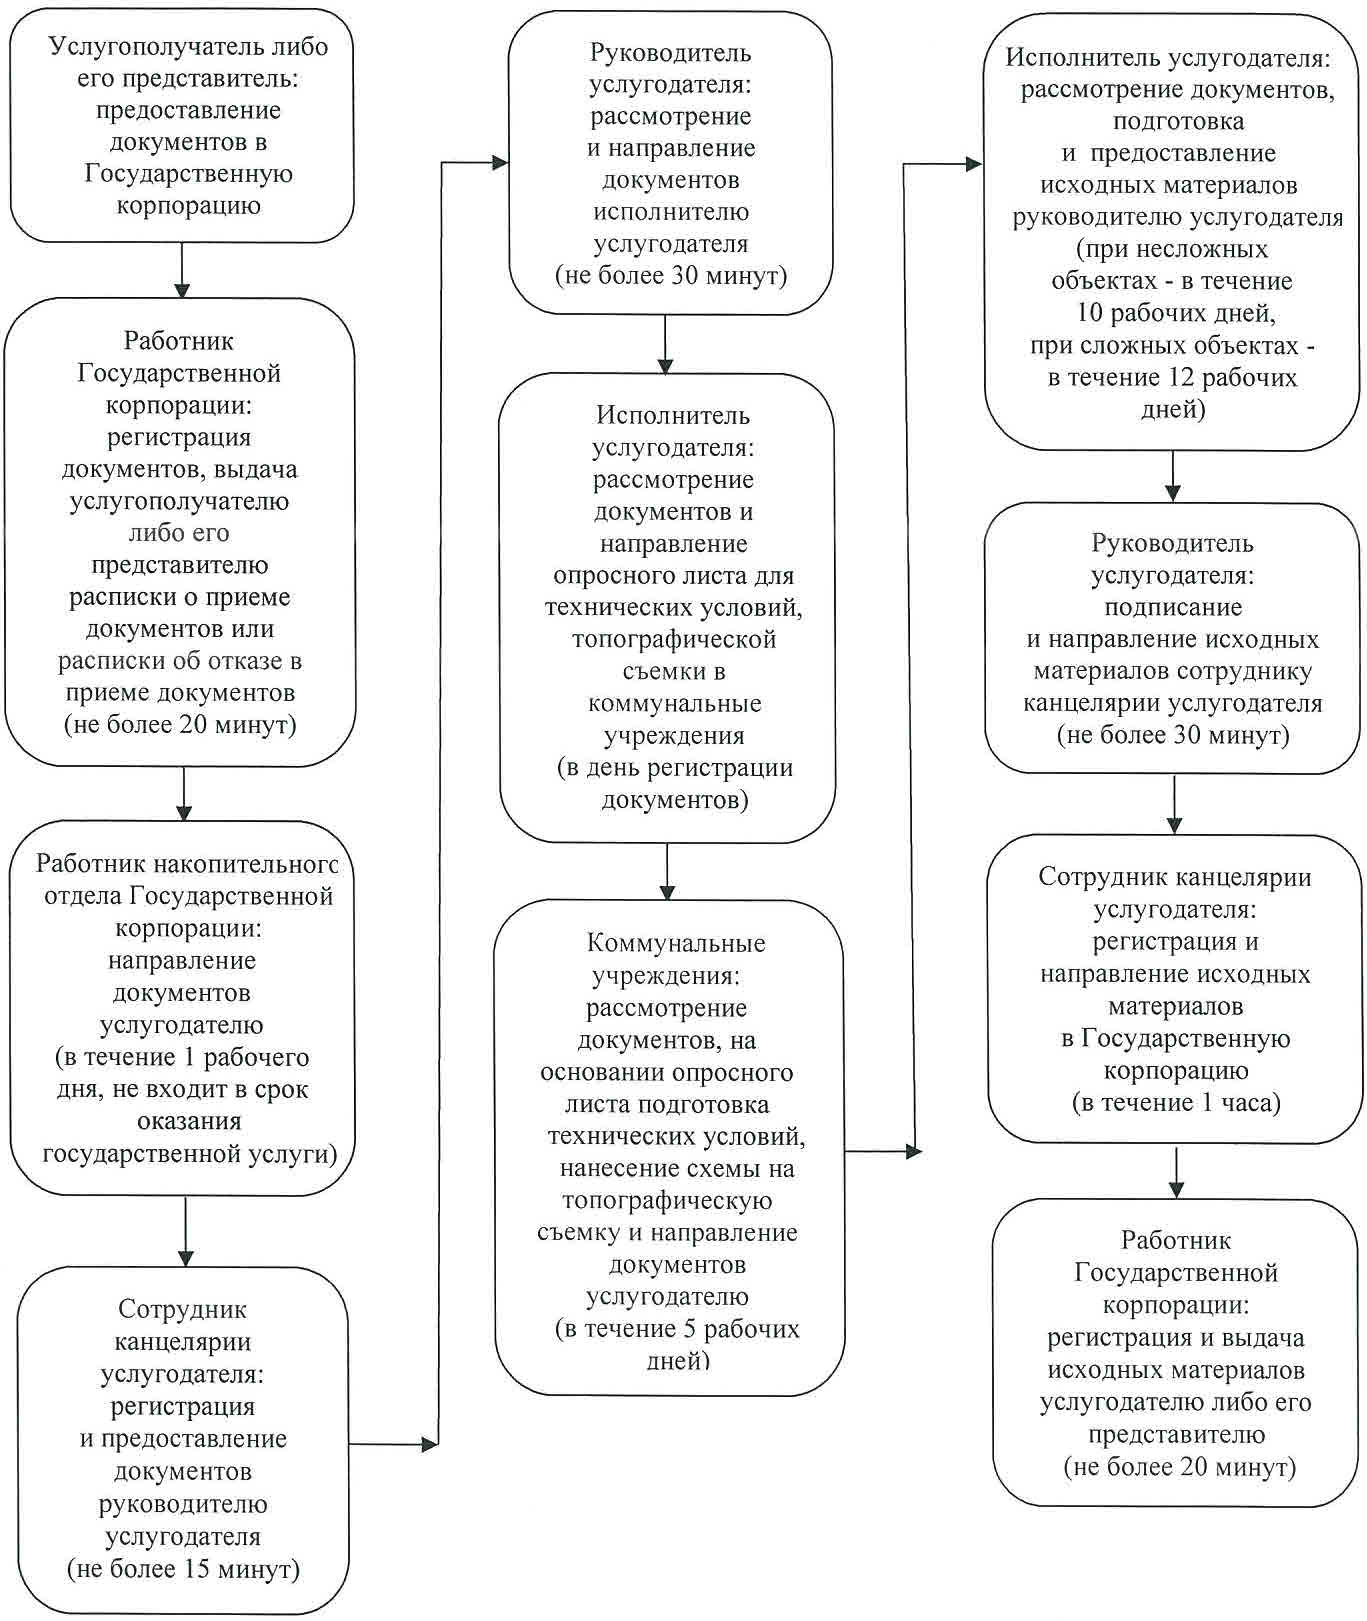 Услугополучатель либо
его представитель:
предоставление
документов в
Государственную
корпорацию
Работник
Государственной
корпорации:
регистрация
документов, выдача
услугополучателю
либо его
представителю
расписки о приеме
документов или
расписки об отказе в
приеме документов
(не более 20 минут)
Работник накопительного
отдела Государственной
корпорации:
направление
документов
услугодателю
(в течение 1 рабочего
дня, не входит в срок
оказания
государственной услуги)
Сотрудник
канцелярии
услугодателя:
регистрация
и предоставление
документов
руководителю
услугодателя
(не более 15 минут)
Руководитель
услугодателя:
рассмотрение
и направление
документов
исполнителю
услугодателя
(не более 30 минут)
Исполнитель
услугодателя:
рассмотрение
документов и
направление
опросного листа для
технических условий,
топографической
съемки в
коммунальные
учреждения
(в день регистрации
документов)
Коммунальные
учреждения:
рассмотрение
документов, на
основании опросного
листа подготовка
технических условий,
нанесение схемы на
топографическую
съемку и направление
документов
услугодателю
(в течение 5 рабочих
дней)
Исполнитель услугодателя:
рассмотрение документов,
подготовка
и предоставление
исходных материалов
руководителю услугодателя
(при несложных
объектах - в течение
10 рабочих дней,
при сложных объектах -
в течение 12 рабочих
дней)
Руководитель
услугодателя:
подписание
и направление исходных
материалов сотруднику
канцелярии услугодателя
(не более 30 минут)
Сотрудник канцелярии
услугодателя:
регистрация и
направление исходных
материалов
в Государственную
корпорацию
(в течение 1 часа)
Работник
Государственной
корпорации:
регистрация и выдача
исходных материалов
услугодателю либо его
представителю
(не более 20 минут)